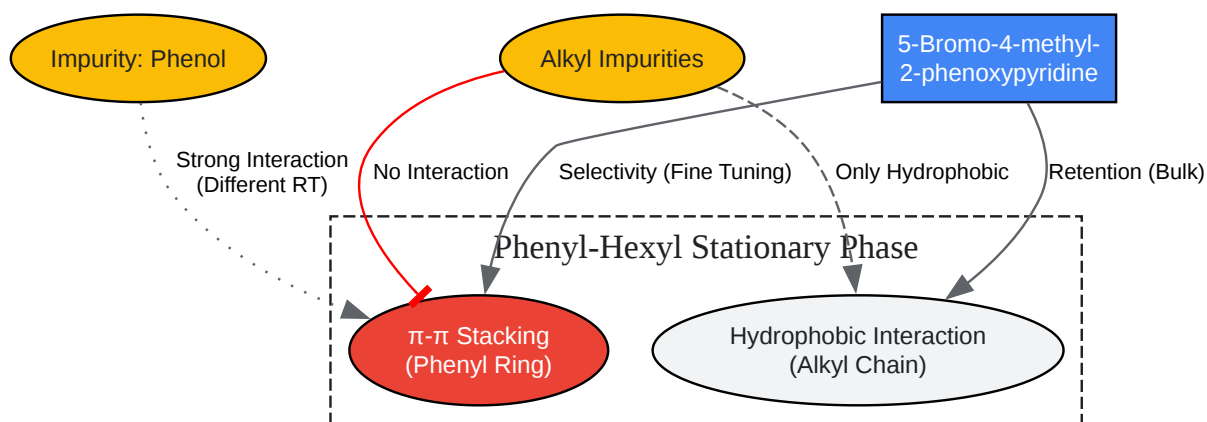 Impurity: Phenol
Alkyl Impurities
5-Bromo-4-methyl-
2-phenoxypyridine
Strong Interaction
(Different RT)
No Interaction
Selectivity (Fine Tuning)
Only Hydrophobic
Retention (Bulk)
Phenyl-Hexyl Stationary Phase
π-π Stacking
(Phenyl Ring)
Hydrophobic Interaction
(Alkyl Chain)